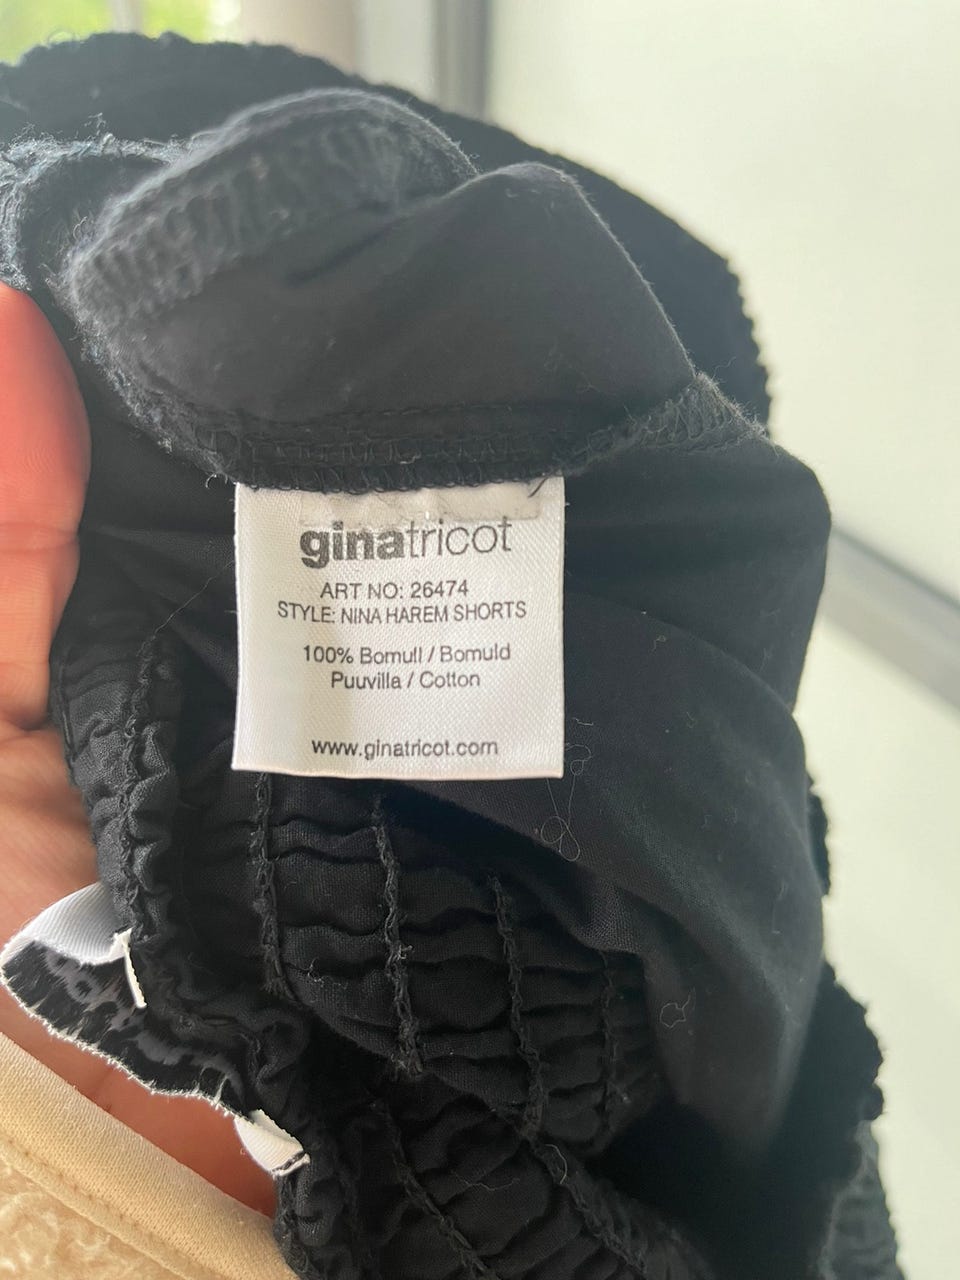 ginatricot
ART NO: 26474
STYLE: NINA HAREM SHORTS
100% Bomull / Bomuld
Puuvilla / Cotton
www.ginatricot.com